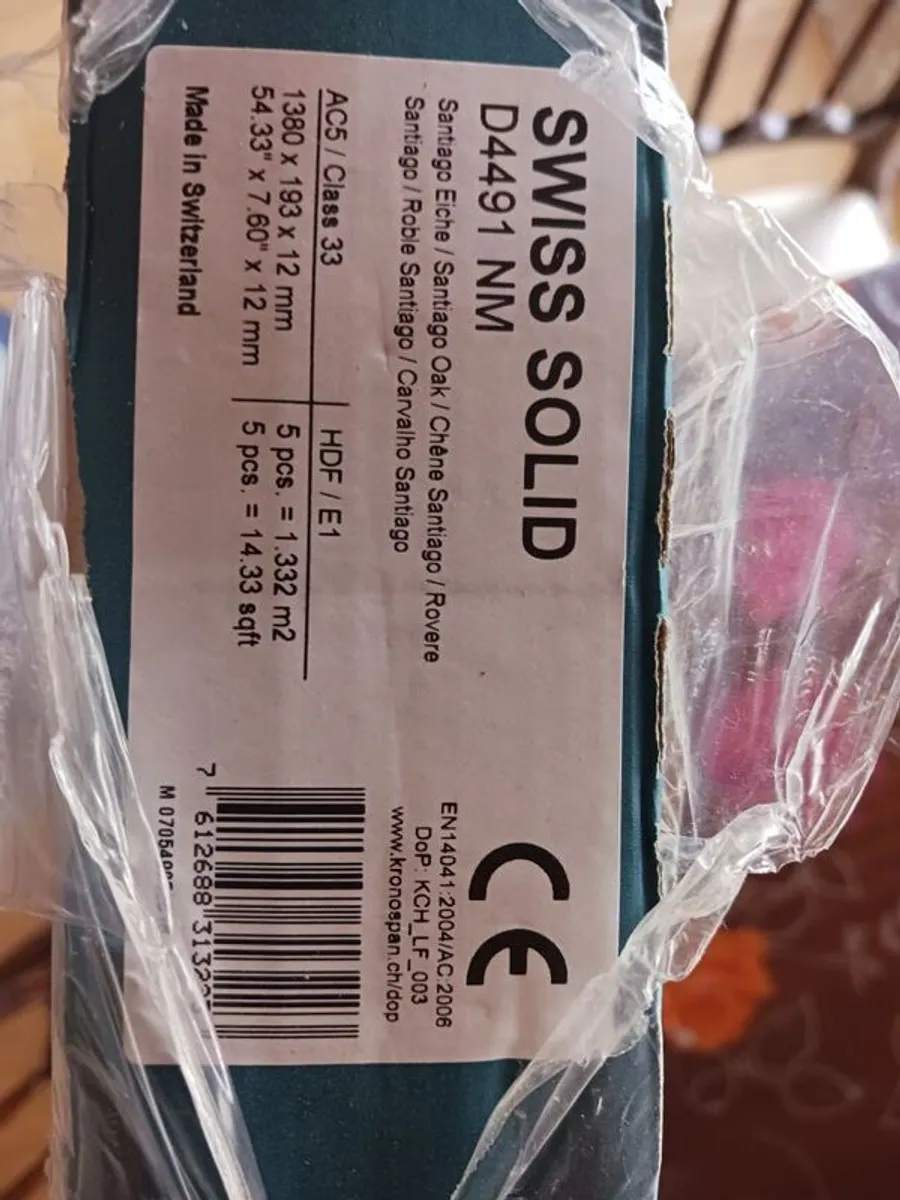 SWISS SOLID
D4491 NM
Santiago Eiche / Santiago Oak / Chêne Santiago / Rovere
Santiago / Roble Santiago / Carvalho Santiago
AC5 / Class 33 HDF / E1
1380 x 193 x 12 mm 5 pcs. = 1.332 m2
54.33" x 7.60" x 12 mm 5 pcs. = 14.33 sqft
Made in Switzerland
CE
EN14041:2004/AC:2006
DoP: KCH_LF_003
www.kronospan.ch/dop
7 612688
M